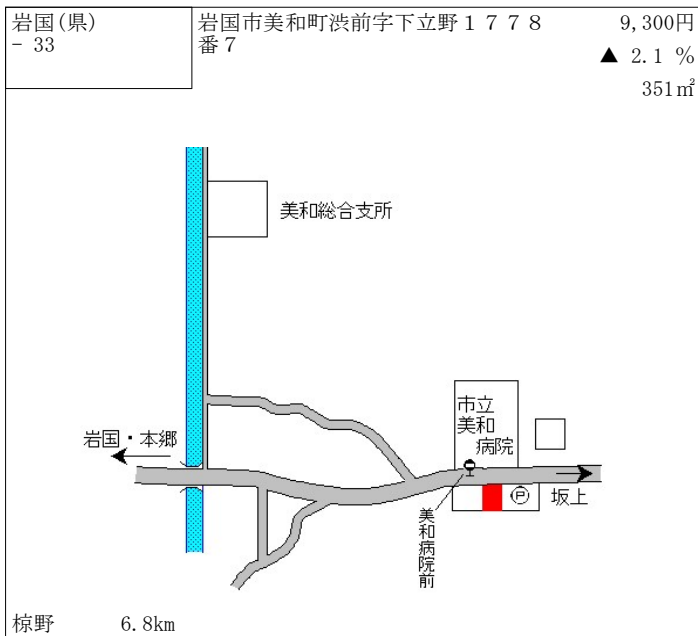 岩国(県)
- 33
岩国市美和町渋前字下立野１７７８
番７
9,300円
▲ 2.1 %
351㎡
美和総合支所
岩国・本郷
市立
美和
病院
P
坂上
美和病院前
椋野 6.8km